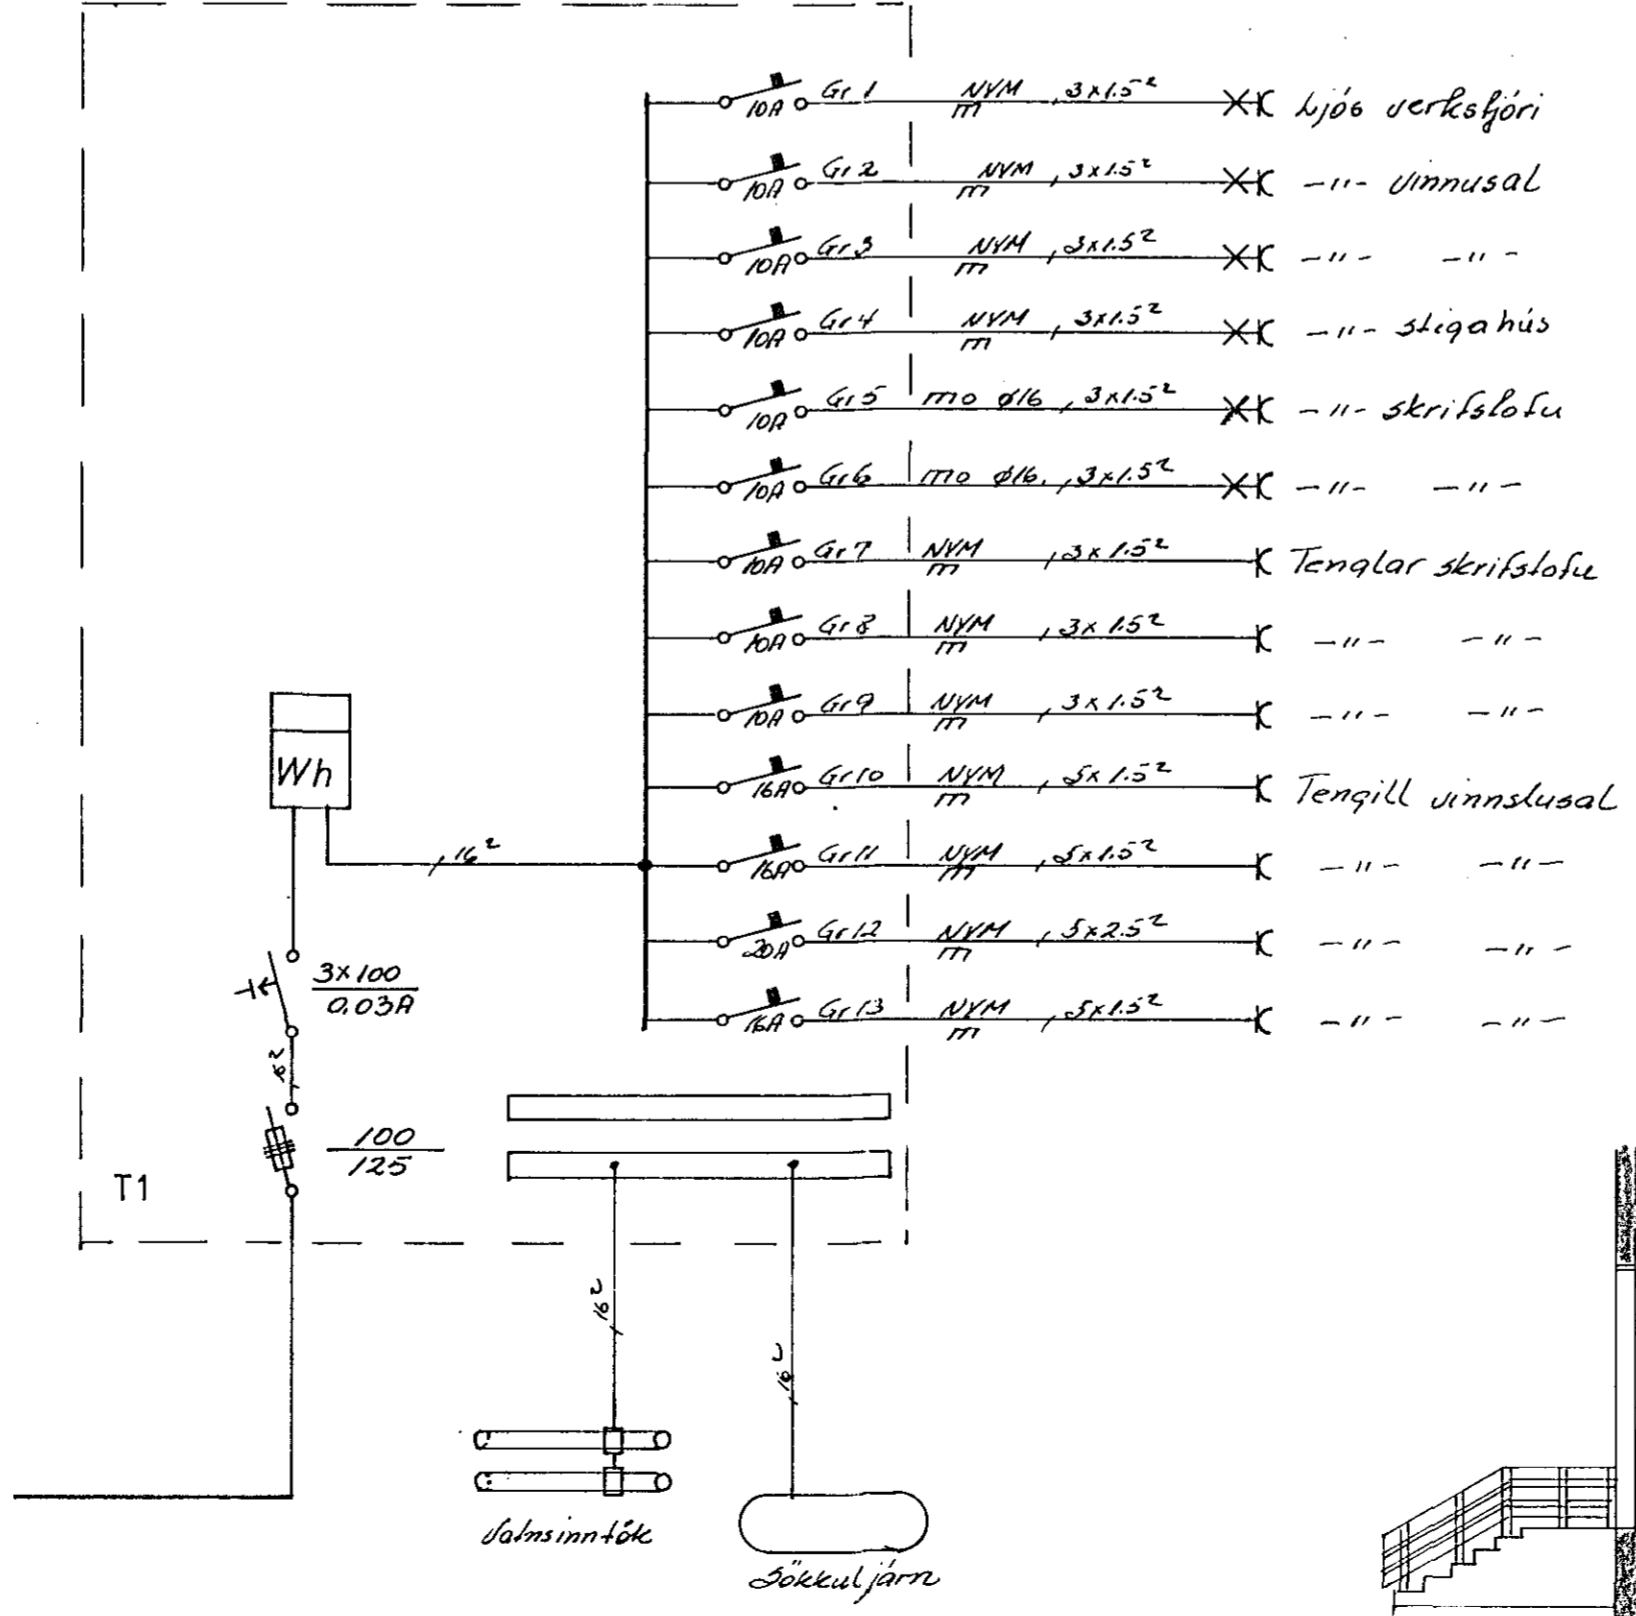 10A Gr 1 NYM m 3x1.5² Ljós verkstjóri
10A Gr 2 NYM m 3x1.5² -"- vinnusal
10A Gr 3 NYM m 3x1.5² -"- -"-
10A Gr 4 NYM m 3x1.5² -"- stigahús
10A Gr 5 mo ø16 3x1.5² -"- skrifstofu
10A Gr 6 mo ø16. 3x1.5² -"- -"-
10A Gr 7 NYM m 3x1.5² Tenglar skrifstofu
10A Gr 8 NYM m 3x1.5² -"- -"-
10A Gr 9 NYM m 3x1.5² -"- -"-
16A Gr 10 NYM m 5x1.5² Tengill vinnslusal
16A Gr 11 NYM m 5x1.5² -"- -"-
20A Gr 12 NYM m 5x2.5² -"- -"-
16A Gr 13 NYM m 5x1.5² -"- -"-
Wh
16²
3x100
0.03A
16²
100
125
T1
16²
16²
Vatnsinntök
Sökkuljárn